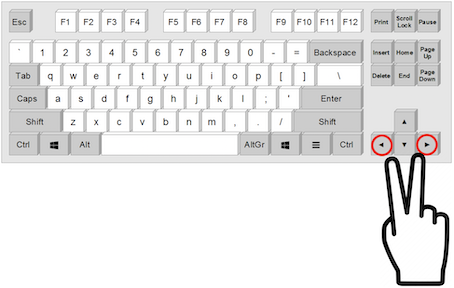 Esc F1 F2 F3 F4 F5 F6 F7 F8 F9 F10 F11 F12 Print Scroll Lock Pause
` 1 2 3 4 5 6 7 8 9 0 - = Backspace Insert Home Page Up
Tab q w e r t y u i o p [ ] \ Delete End Page Down
Caps a s d f g h j k l ; ' Enter
Shift z x c v b n m , . / Shift ▲
Ctrl Alt AltGr Ctrl ◄ ▼ ►